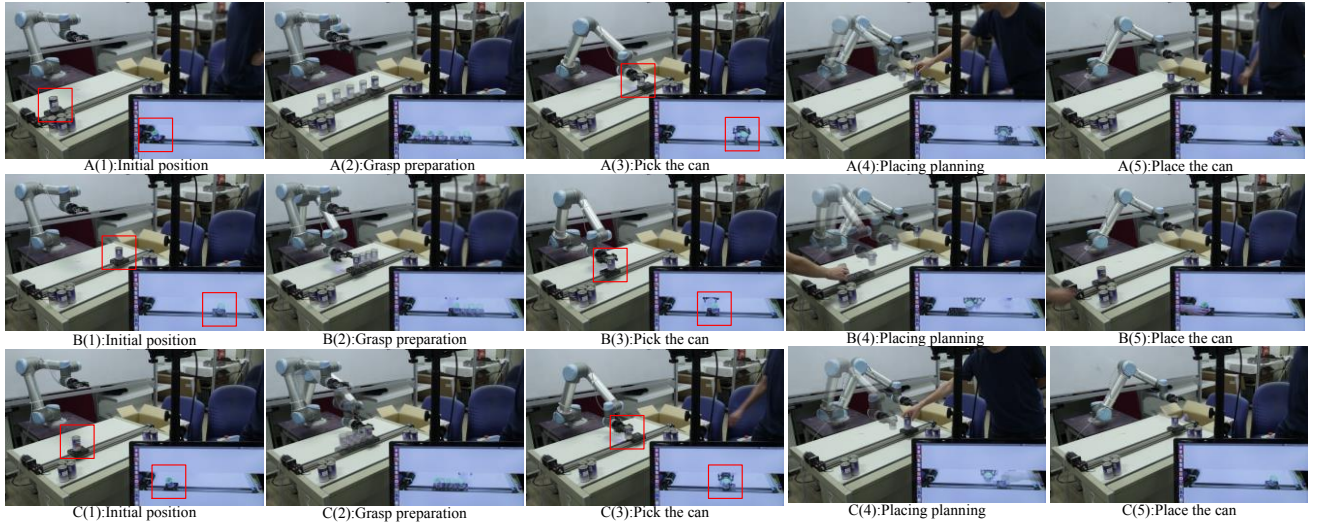 A(1):Initial position
A(2):Grasp preparation
A(3):Pick the can
A(4):Placing planning
A(5):Place the can
B(1):Initial position
B(2):Grasp preparation
B(3):Pick the can
B(4):Placing planning
B(5):Place the can
C(1):Initial position
C(2):Grasp preparation
C(3):Pick the can
C(4):Placing planning
C(5):Place the can